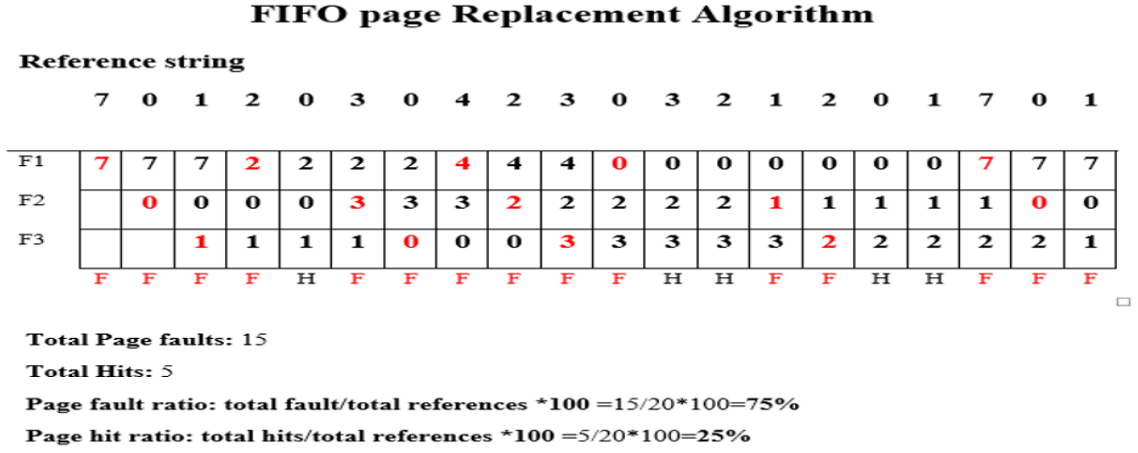 FIFO page Replacement Algorithm
Reference string
7 0 1 2 0 3 0 4 2 3 0 3 2 1 2 0 1 7 0 1
F1 7 7 7 2 2 2 2 4 4 4 0 0 0 0 0 0 0 7 7 7
F2 0 0 0 0 3 3 3 2 2 2 2 2 1 1 1 1 1 0 0
F3 1 1 1 1 0 0 0 3 3 3 3 3 2 2 2 2 2 1
F F F F H F F F F F F H H F F H H F F F
Total Page faults: 15
Total Hits: 5
Page fault ratio: total fault/total references *100 =15/20*100=75%
Page hit ratio: total hits/total references *100 =5/20*100=25%